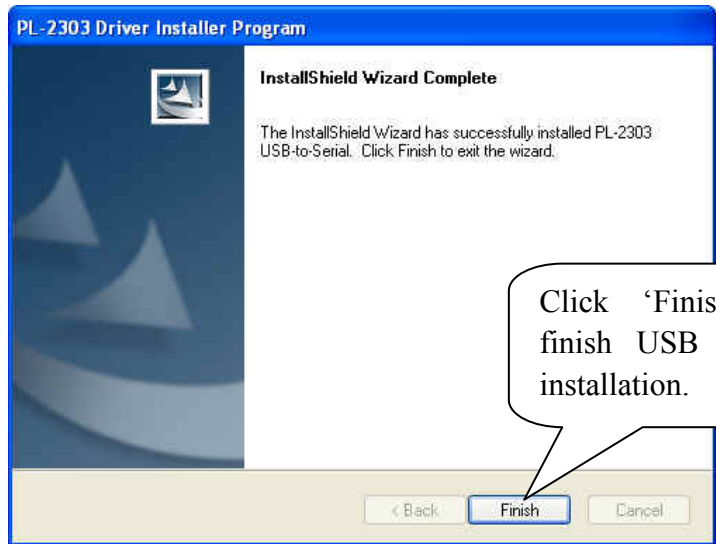 PL-2303 Driver Installer Program
InstallShield Wizard Complete
The InstallShield Wizard has successfully installed PL-2303
USB-to-Serial. Click Finish to exit the wizard.
Click
finish USB
installation.
< Back
Finish
Cancel